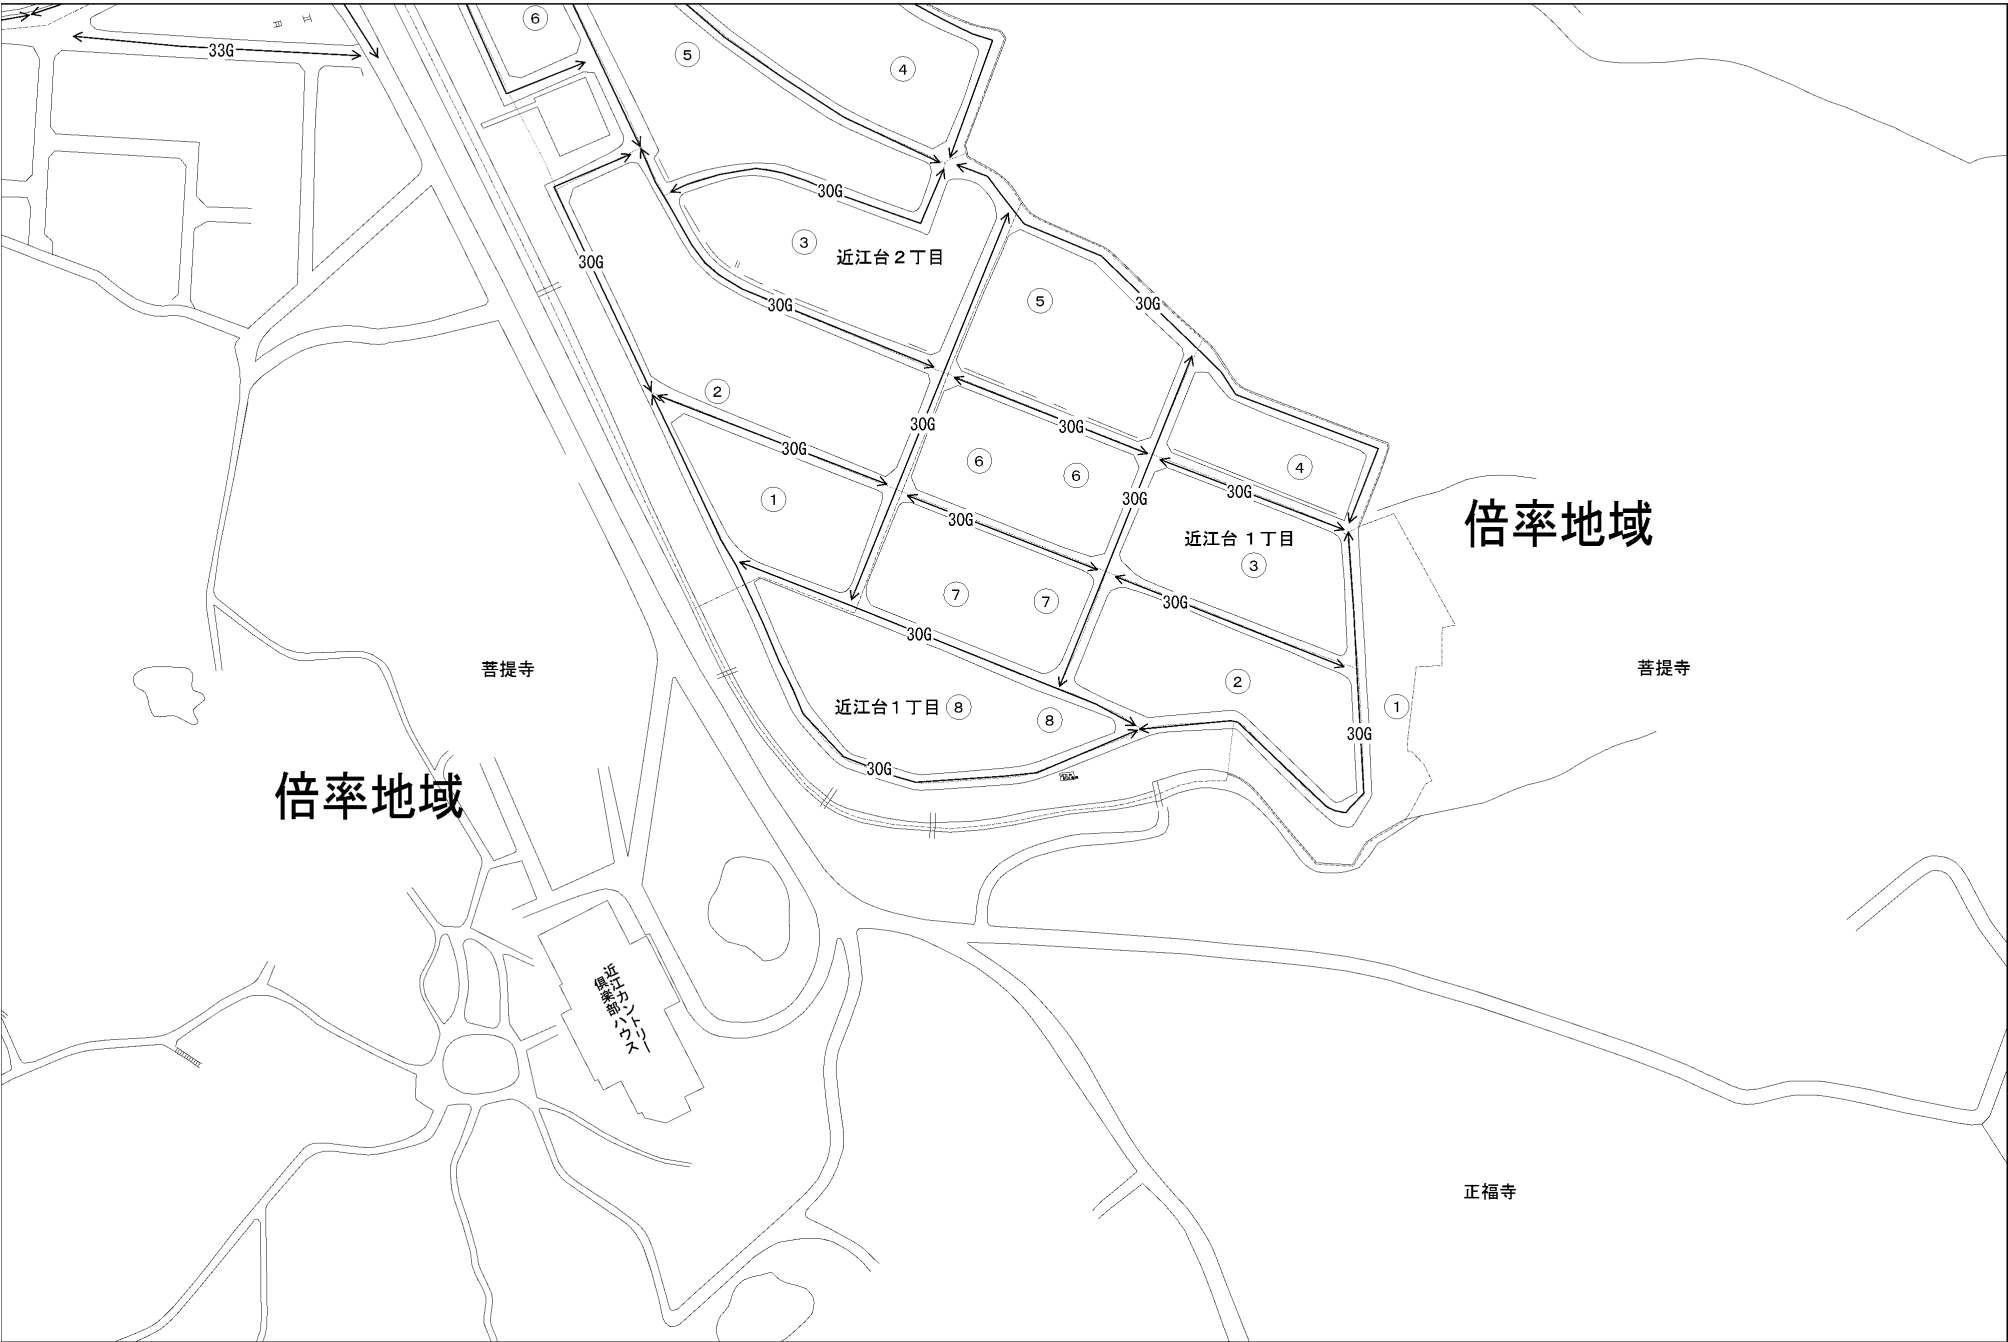 ⑥
33G
⑤
④
30G
③
近江台2丁目
30G
30G
30G
⑤
②
30G
30G
30G
⑥
⑥
④
①
30G
30G
30G
倍率地域
近江台1丁目
③
⑦
⑦
30G
30G
菩提寺
菩提寺
②
近江台1丁目
⑧
⑧
①
30G
30G
倍率地域
近江カントリー
倶楽部ハウス
正福寺